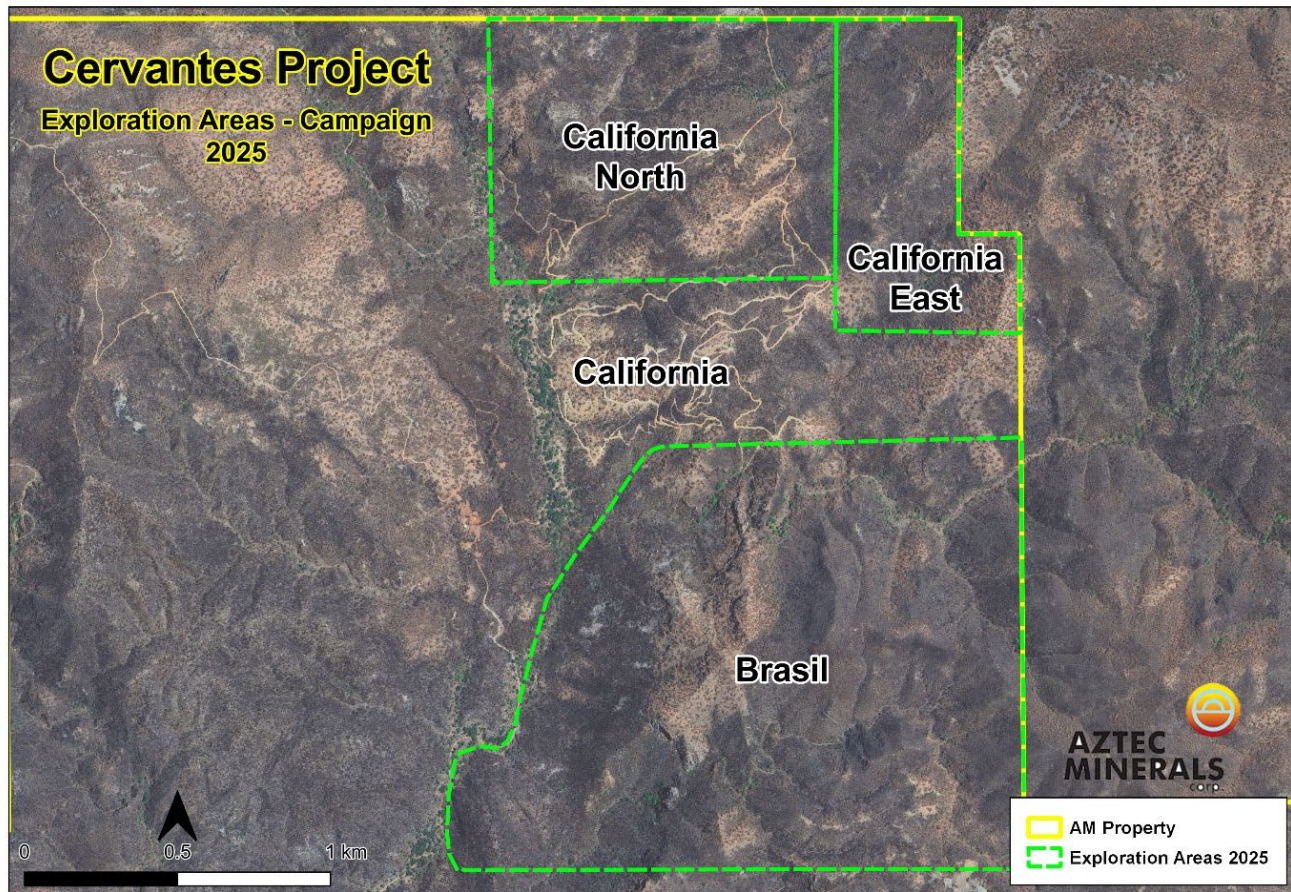 Cervantes Project
Exploration Areas - Campaign
2025
California
North
California
East
California
Brasil
AZTEC
MINERALS
corp.
AM Property
Exploration Areas 2025
0 0.5 1 km